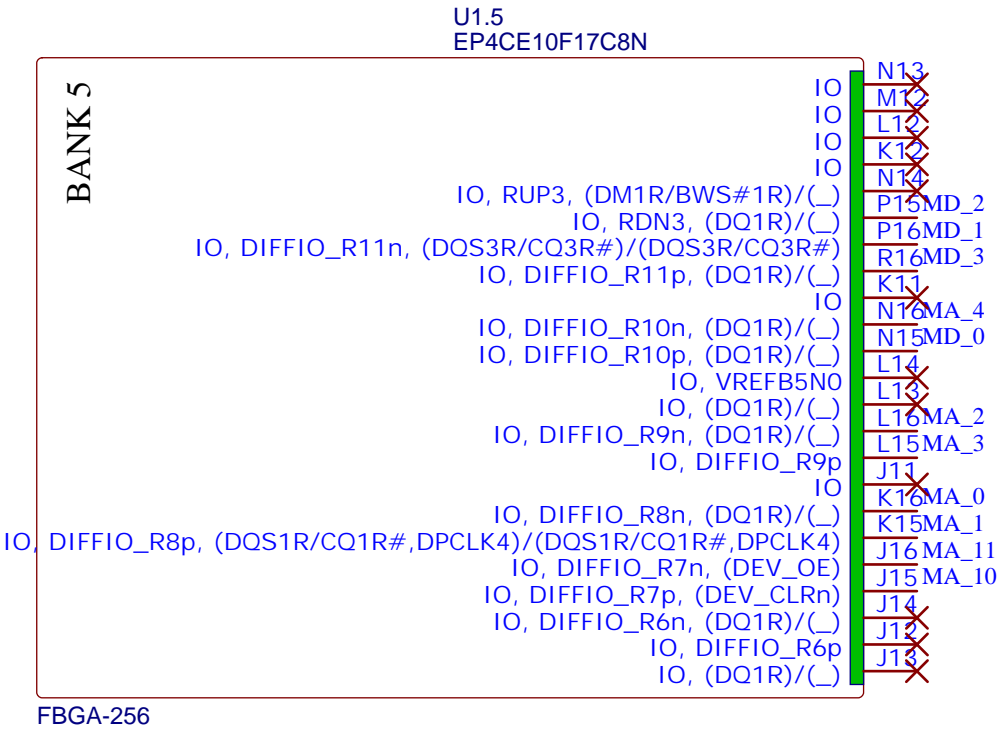 U1.5
EP4CE10F17C8N
BANK 5
IO N13
IO M12
IO L12
IO K12
IO, RUP3, (DM1R/BWS#1R)/(_) N14
IO, RDN3, (DQ1R)/(_) P15 MD_2
IO, DIFFIO_R11n, (DQS3R/CQ3R#)/(DQS3R/CQ3R#) P16 MD_1
IO, DIFFIO_R11p, (DQ1R)/(_) R16 MD_3
IO K11
IO, DIFFIO_R10n, (DQ1R)/(_) N16 MA_4
IO, DIFFIO_R10p, (DQ1R)/(_) N15 MD_0
IO, VREFB5N0 L14
IO, (DQ1R)/(_) L13
IO, DIFFIO_R9n, (DQ1R)/(_) L16 MA_2
IO, DIFFIO_R9p L15 MA_3
IO J11
IO, DIFFIO_R8n, (DQ1R)/(_) K16 MA_0
IO, DIFFIO_R8p, (DQS1R/CQ1R#,DPCLK4)/(DQS1R/CQ1R#,DPCLK4) K15 MA_1
IO, DIFFIO_R7n, (DEV_OE) J16 MA_11
IO, DIFFIO_R7p, (DEV_CLRn) J15 MA_10
IO, DIFFIO_R6n, (DQ1R)/(_) J14
IO, DIFFIO_R6p J12
IO, (DQ1R)/(_) J13
FBGA-256